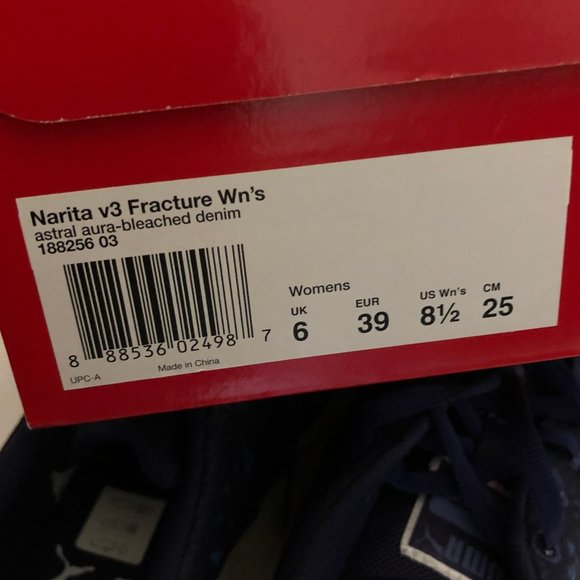 Narita v3 Fracture Wn's
astral aura-bleached denim
188256 03
8 88536 02498 7
UPC-A
Made in China
Womens
UK EUR US Wn's CM
6 39 8½ 25
PUMA